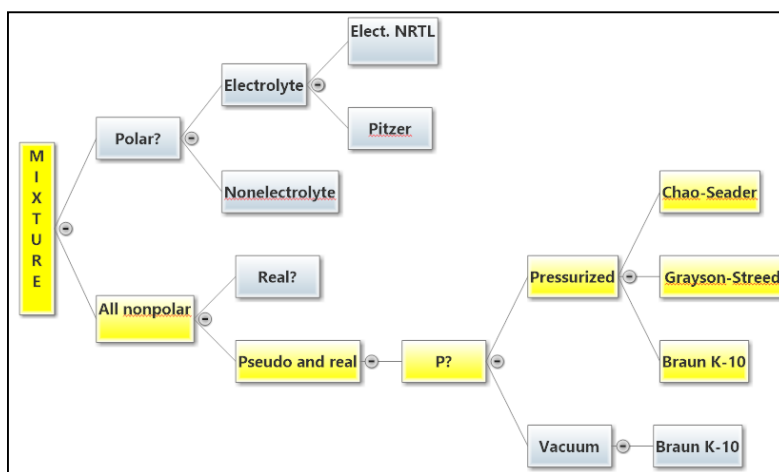 MIXTURE
Polar?
Electrolyte
Elect. NRTL
Pitzer
Nonelectrolyte
All nonpolar
Real?
Pseudo and real
P?
Pressurized
Chao-Seader
Grayson-Streed
Braun K-10
Vacuum
Braun K-10